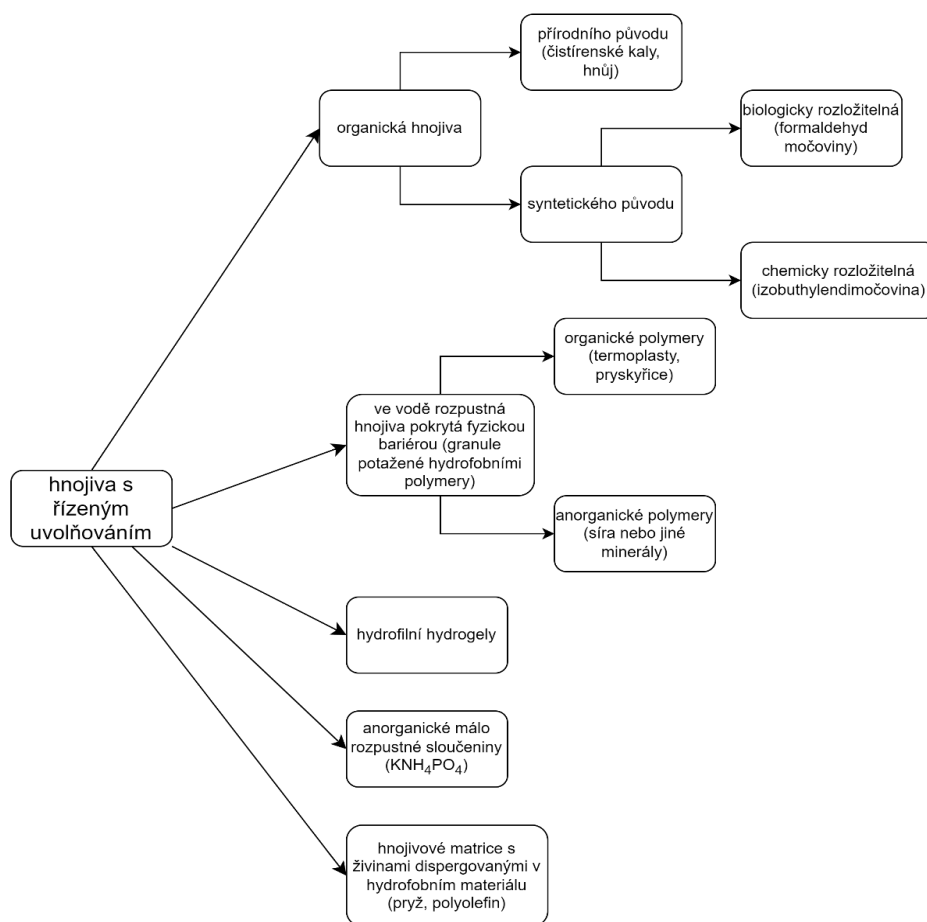 přírodního původu
(čistírenské kaly,
hnůj)
organická hnojiva
biologicky rozložitelná
(formaldehyd
močoviny)
syntetického původu
chemicky rozložitelná
(izobuthylendimočovina)
organické polymery
(termoplasty,
pryskyřice)
ve vodě rozpustná
hnojiva pokrytá fyzickou
bariérou (granule
potažené hydrofobními
polymery)
hnojiva s
řízeným
uvolňováním
anorganické polymery
(síra nebo jiné
minerály)
hydrofilní hydrogely
anorganické málo
rozpustné sloučeniny
(KNH₄PO₄)
hnojivové matrice s
živinami dispergovanými v
hydrofobním materiálu
(pryž, polyolefin)